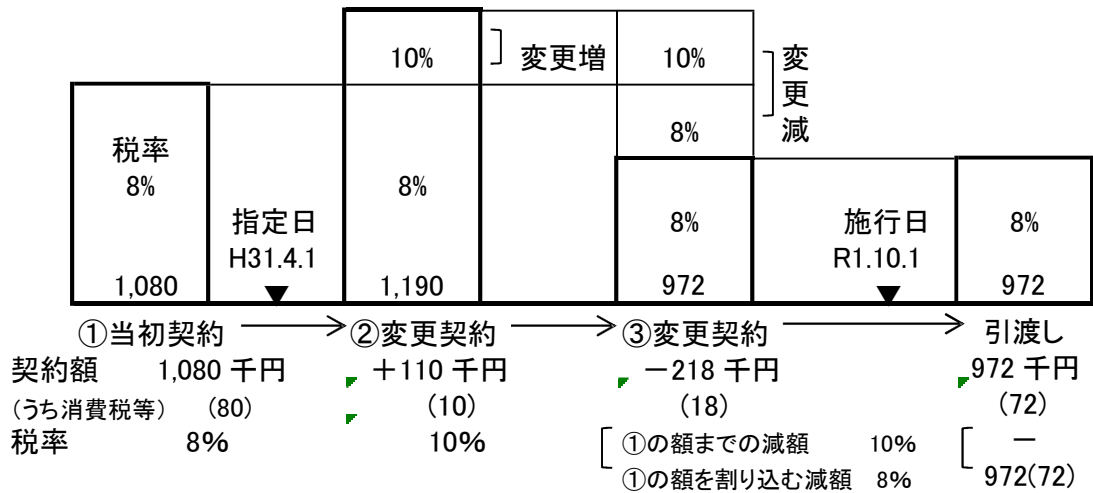 10% 変更増 10% 変更減
8%
税率
8% 8% 8% 8%
指定日 施行日
H31.4.1 R1.10.1
1,080 1,190 972 972
①当初契約 ②変更契約 ③変更契約 引渡し
契約額 1,080 千円 +110 千円 -218 千円 972 千円
(うち消費税等) (80) (10) (18) (72)
税率 8% 10% ①の額までの減額 10% ー
①の額を割り込む減額 8% 972(72)